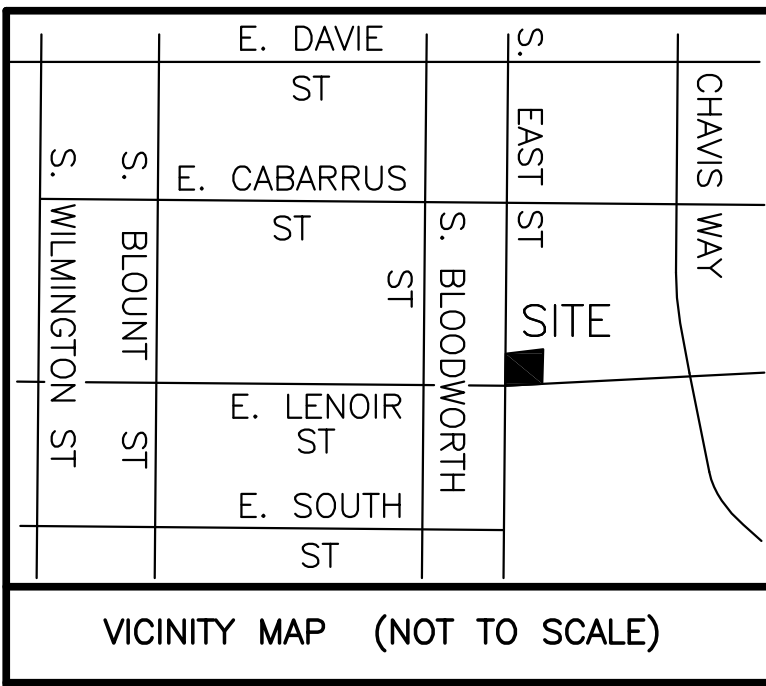 E. DAVIE
ST
S. EAST ST
CHAVIS WAY
E. CABARRUS
ST
S. WILMINGTON ST
S. BLOUNT ST
S. BLOODWORTH
ST
SITE
E. LENOIR
ST
E. SOUTH
ST
VICINITY MAP (NOT TO SCALE)